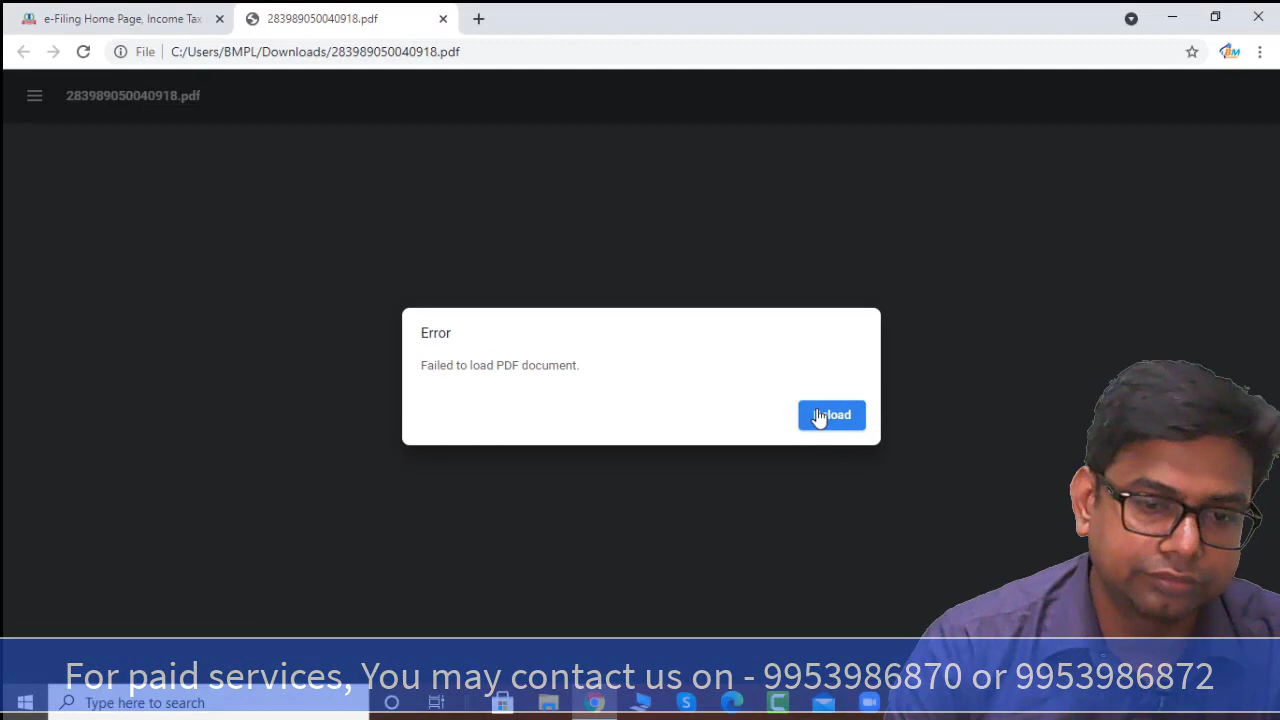 e-Filing Home Page, Income Tax
283989050040918.pdf
File
C:/Users/BMPL/Downloads/283989050040918.pdf
BM
283989050040918.pdf
Error
Failed to load PDF document.
For paid services, You may contact us on - 9953986870 or 9953986872
Type here to search